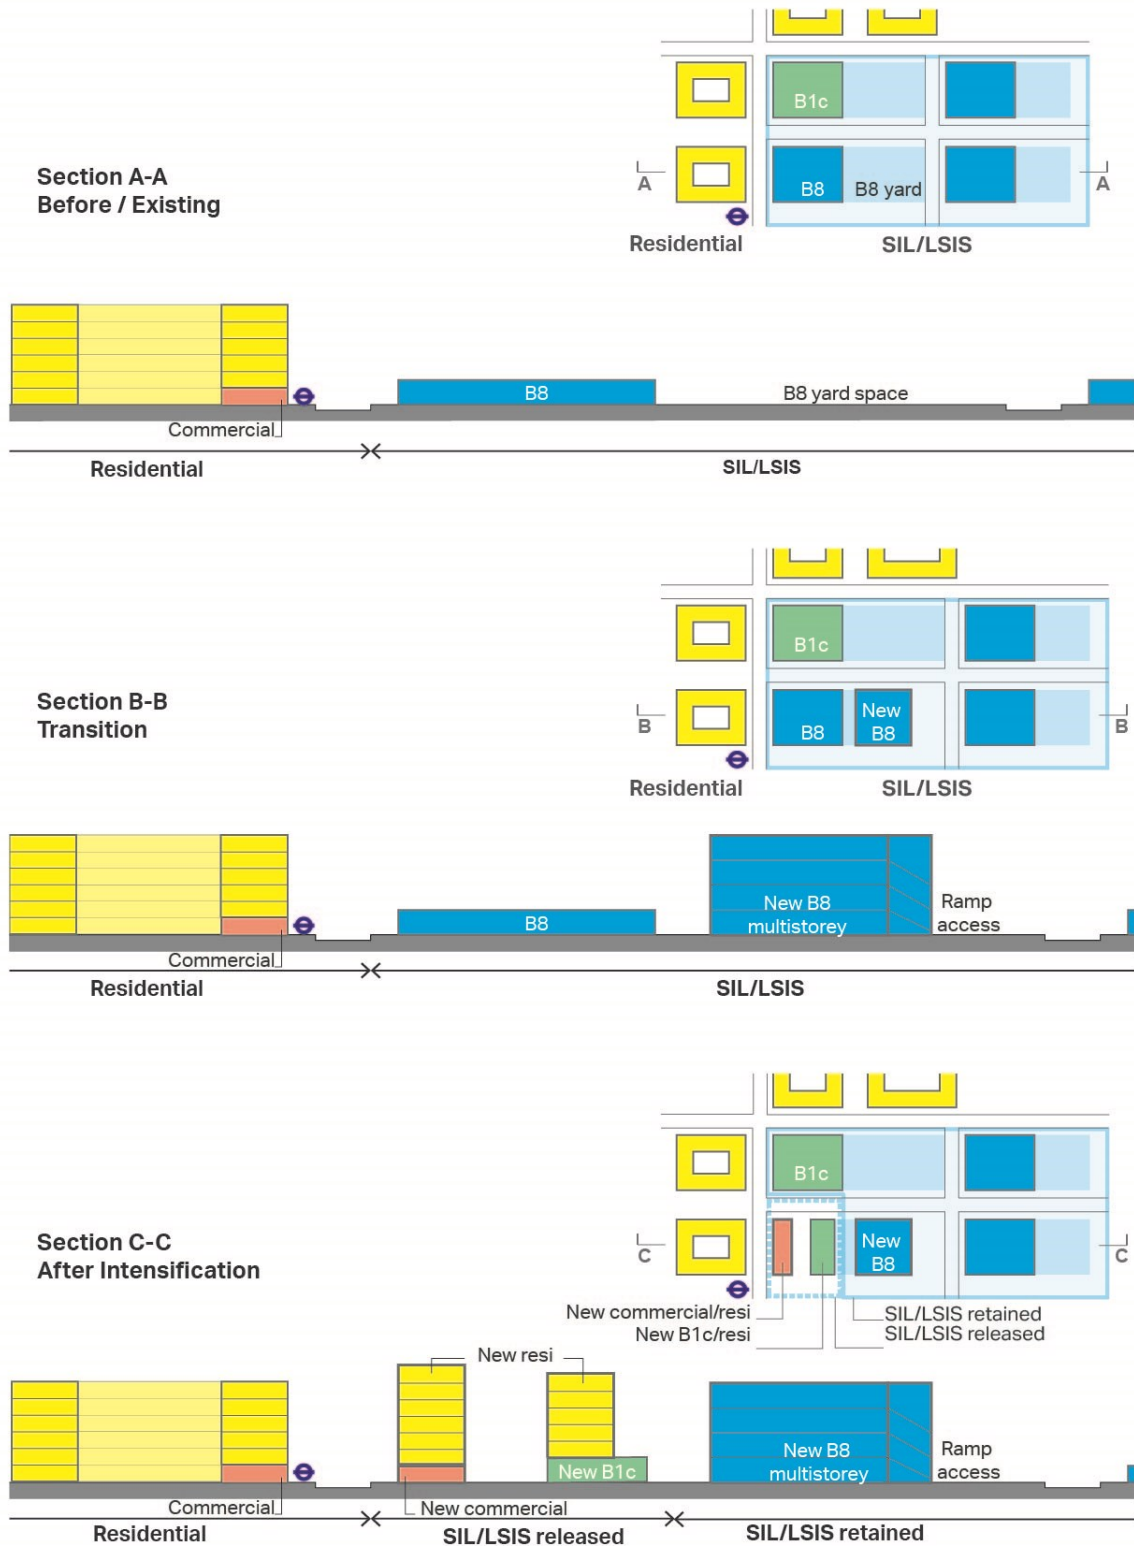 B1c
Section A-A
Before / Existing
A
B8
B8 yard
A
Residential
SIL/LSIS
B8
B8 yard space
Commercial
Residential
SIL/LSIS
B1c
Section B-B
Transition
B
B8
New
B8
B
Residential
SIL/LSIS
B8
New B8
multistorey
Ramp
access
Commercial
Residential
SIL/LSIS
B1c
Section C-C
After Intensification
C
New
B8
C
New commercial/resi
New B1c/resi
SIL/LSIS retained
SIL/LSIS released
New resi
New B1c
New B8
multistorey
Ramp
access
Commercial
New commercial
Residential
SIL/LSIS released
SIL/LSIS retained